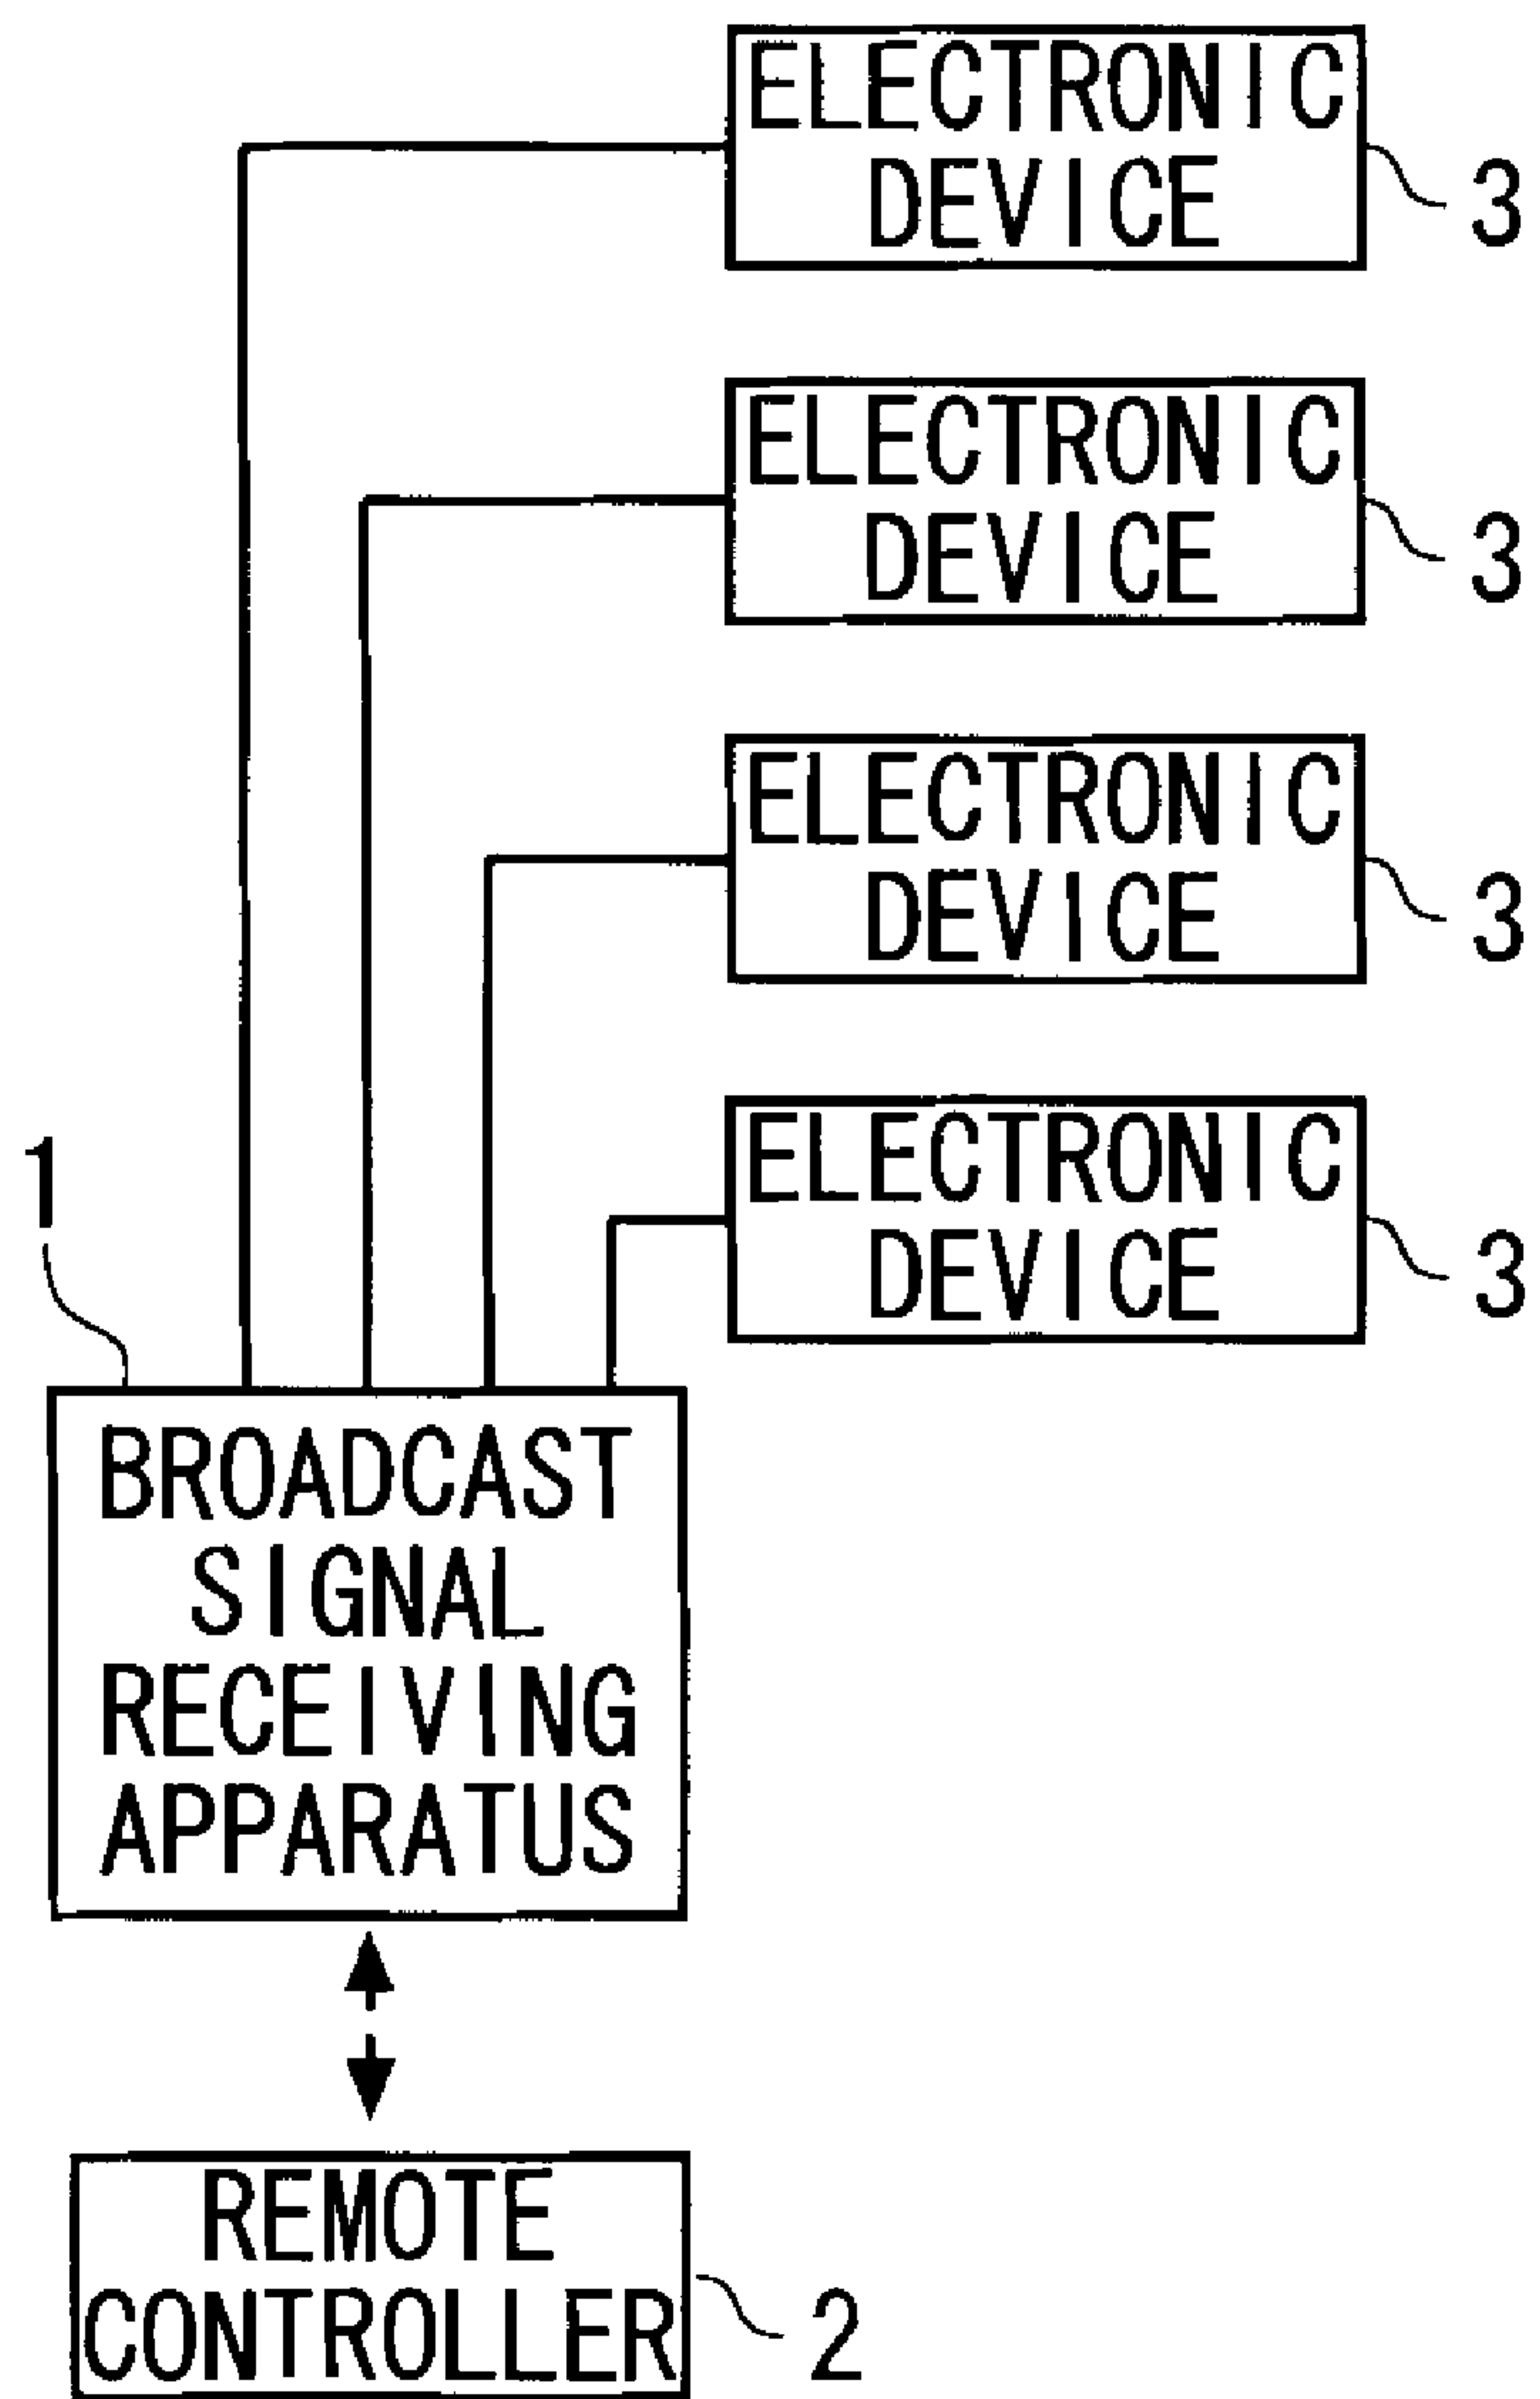 ELECTRONIC
DEVICE
3
ELECTRONIC
DEVICE
3
ELECTRONIC
DEVICE
3
ELECTRONIC
DEVICE
3
1
BROADCAST
SIGNAL
RECEIVING
APPARATUS
REMOTE
CONTROLLER
2